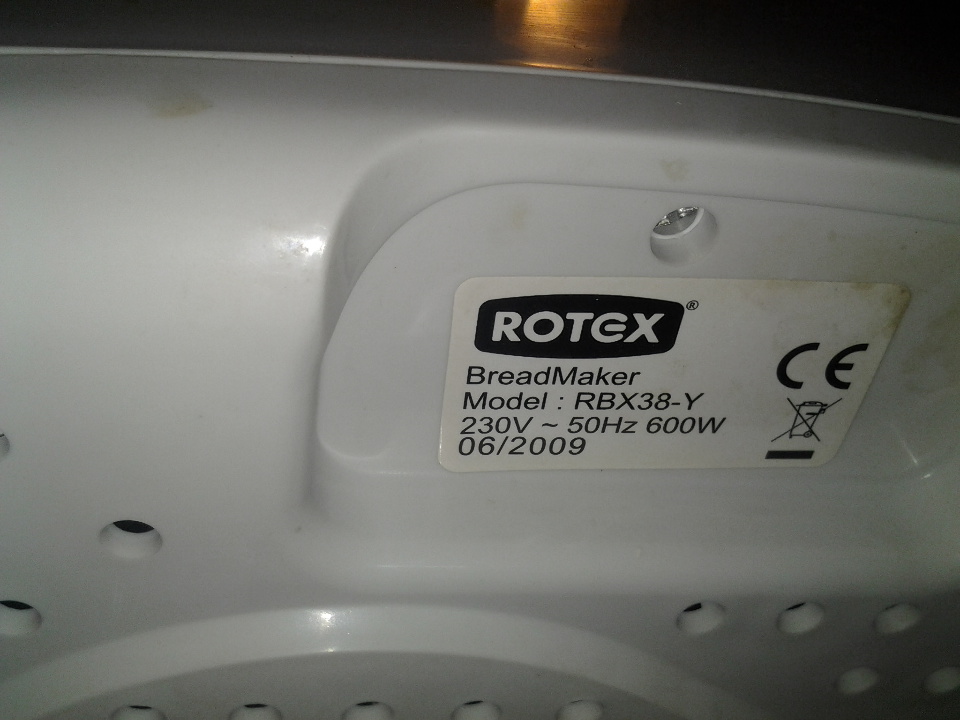 ROTEX®
BreadMaker
Model : RBX38-Y
230V ~ 50Hz 600W
06/2009
CE